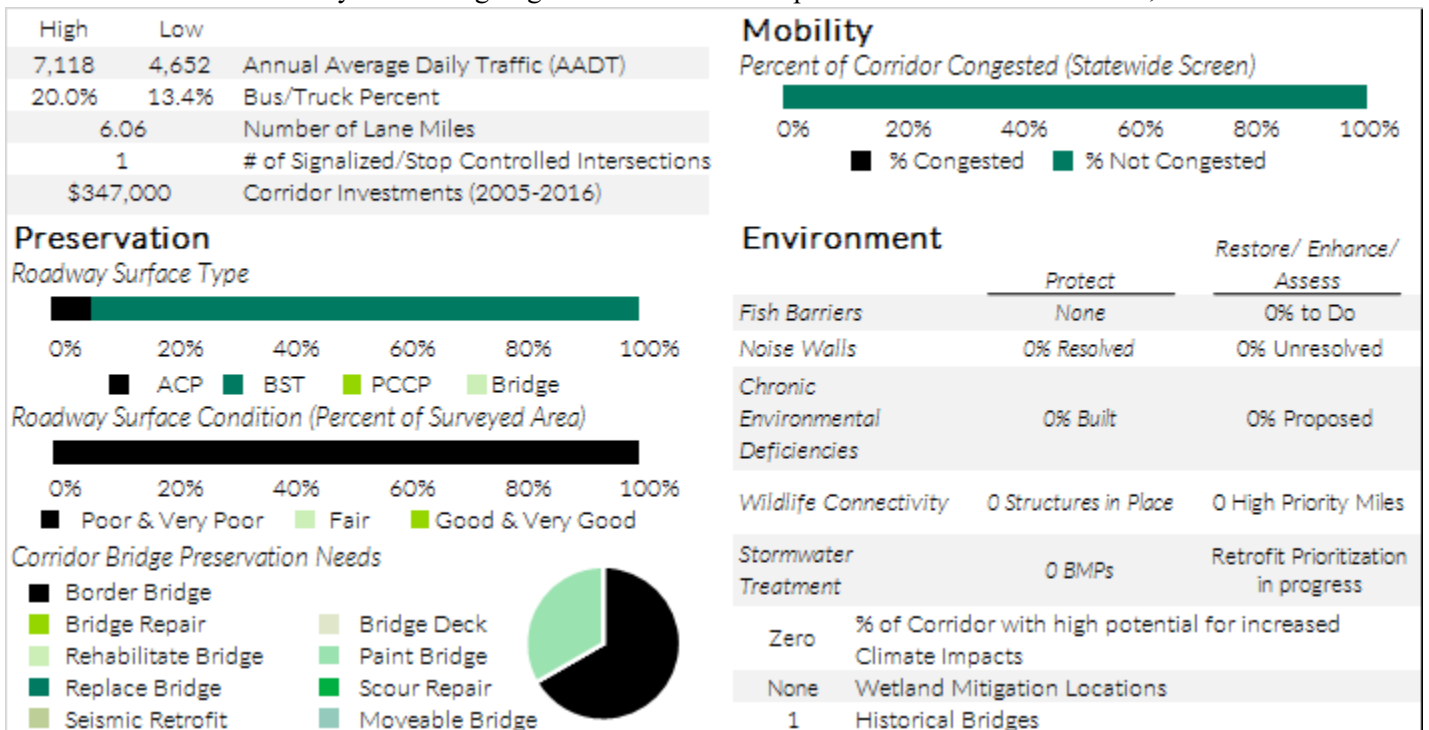 High Low
7,118 4,652 Annual Average Daily Traffic (AADT)
20.0% 13.4% Bus/Truck Percent
6.06 Number of Lane Miles
1 # of Signalized/Stop Controlled Intersections
$347,000 Corridor Investments (2005-2016)
Preservation
Roadway Surface Type
0% 20% 40% 60% 80% 100%
ACP BST PCCP Bridge
Roadway Surface Condition (Percent of Surveyed Area)
0% 20% 40% 60% 80% 100%
Poor & Very Poor Fair Good & Very Good
Corridor Bridge Preservation Needs
Border Bridge
Bridge Repair Bridge Deck
Rehabilitate Bridge Paint Bridge
Replace Bridge Scour Repair
Seismic Retrofit Moveable Bridge
Mobility
Percent of Corridor Congested (Statewide Screen)
0% 20% 40% 60% 80% 100%
% Congested % Not Congested
Environment
Restore/ Enhance/
Protect Assess
Fish Barriers None 0% to Do
Noise Walls 0% Resolved 0% Unresolved
Chronic
Environmental 0% Built 0% Proposed
Deficiencies
Wildlife Connectivity 0 Structures in Place 0 High Priority Miles
Stormwater Retrofit Prioritization
Treatment 0 BMPs in progress
Zero % of Corridor with high potential for increased
Climate Impacts
None Wetland Mitigation Locations
1 Historical Bridges